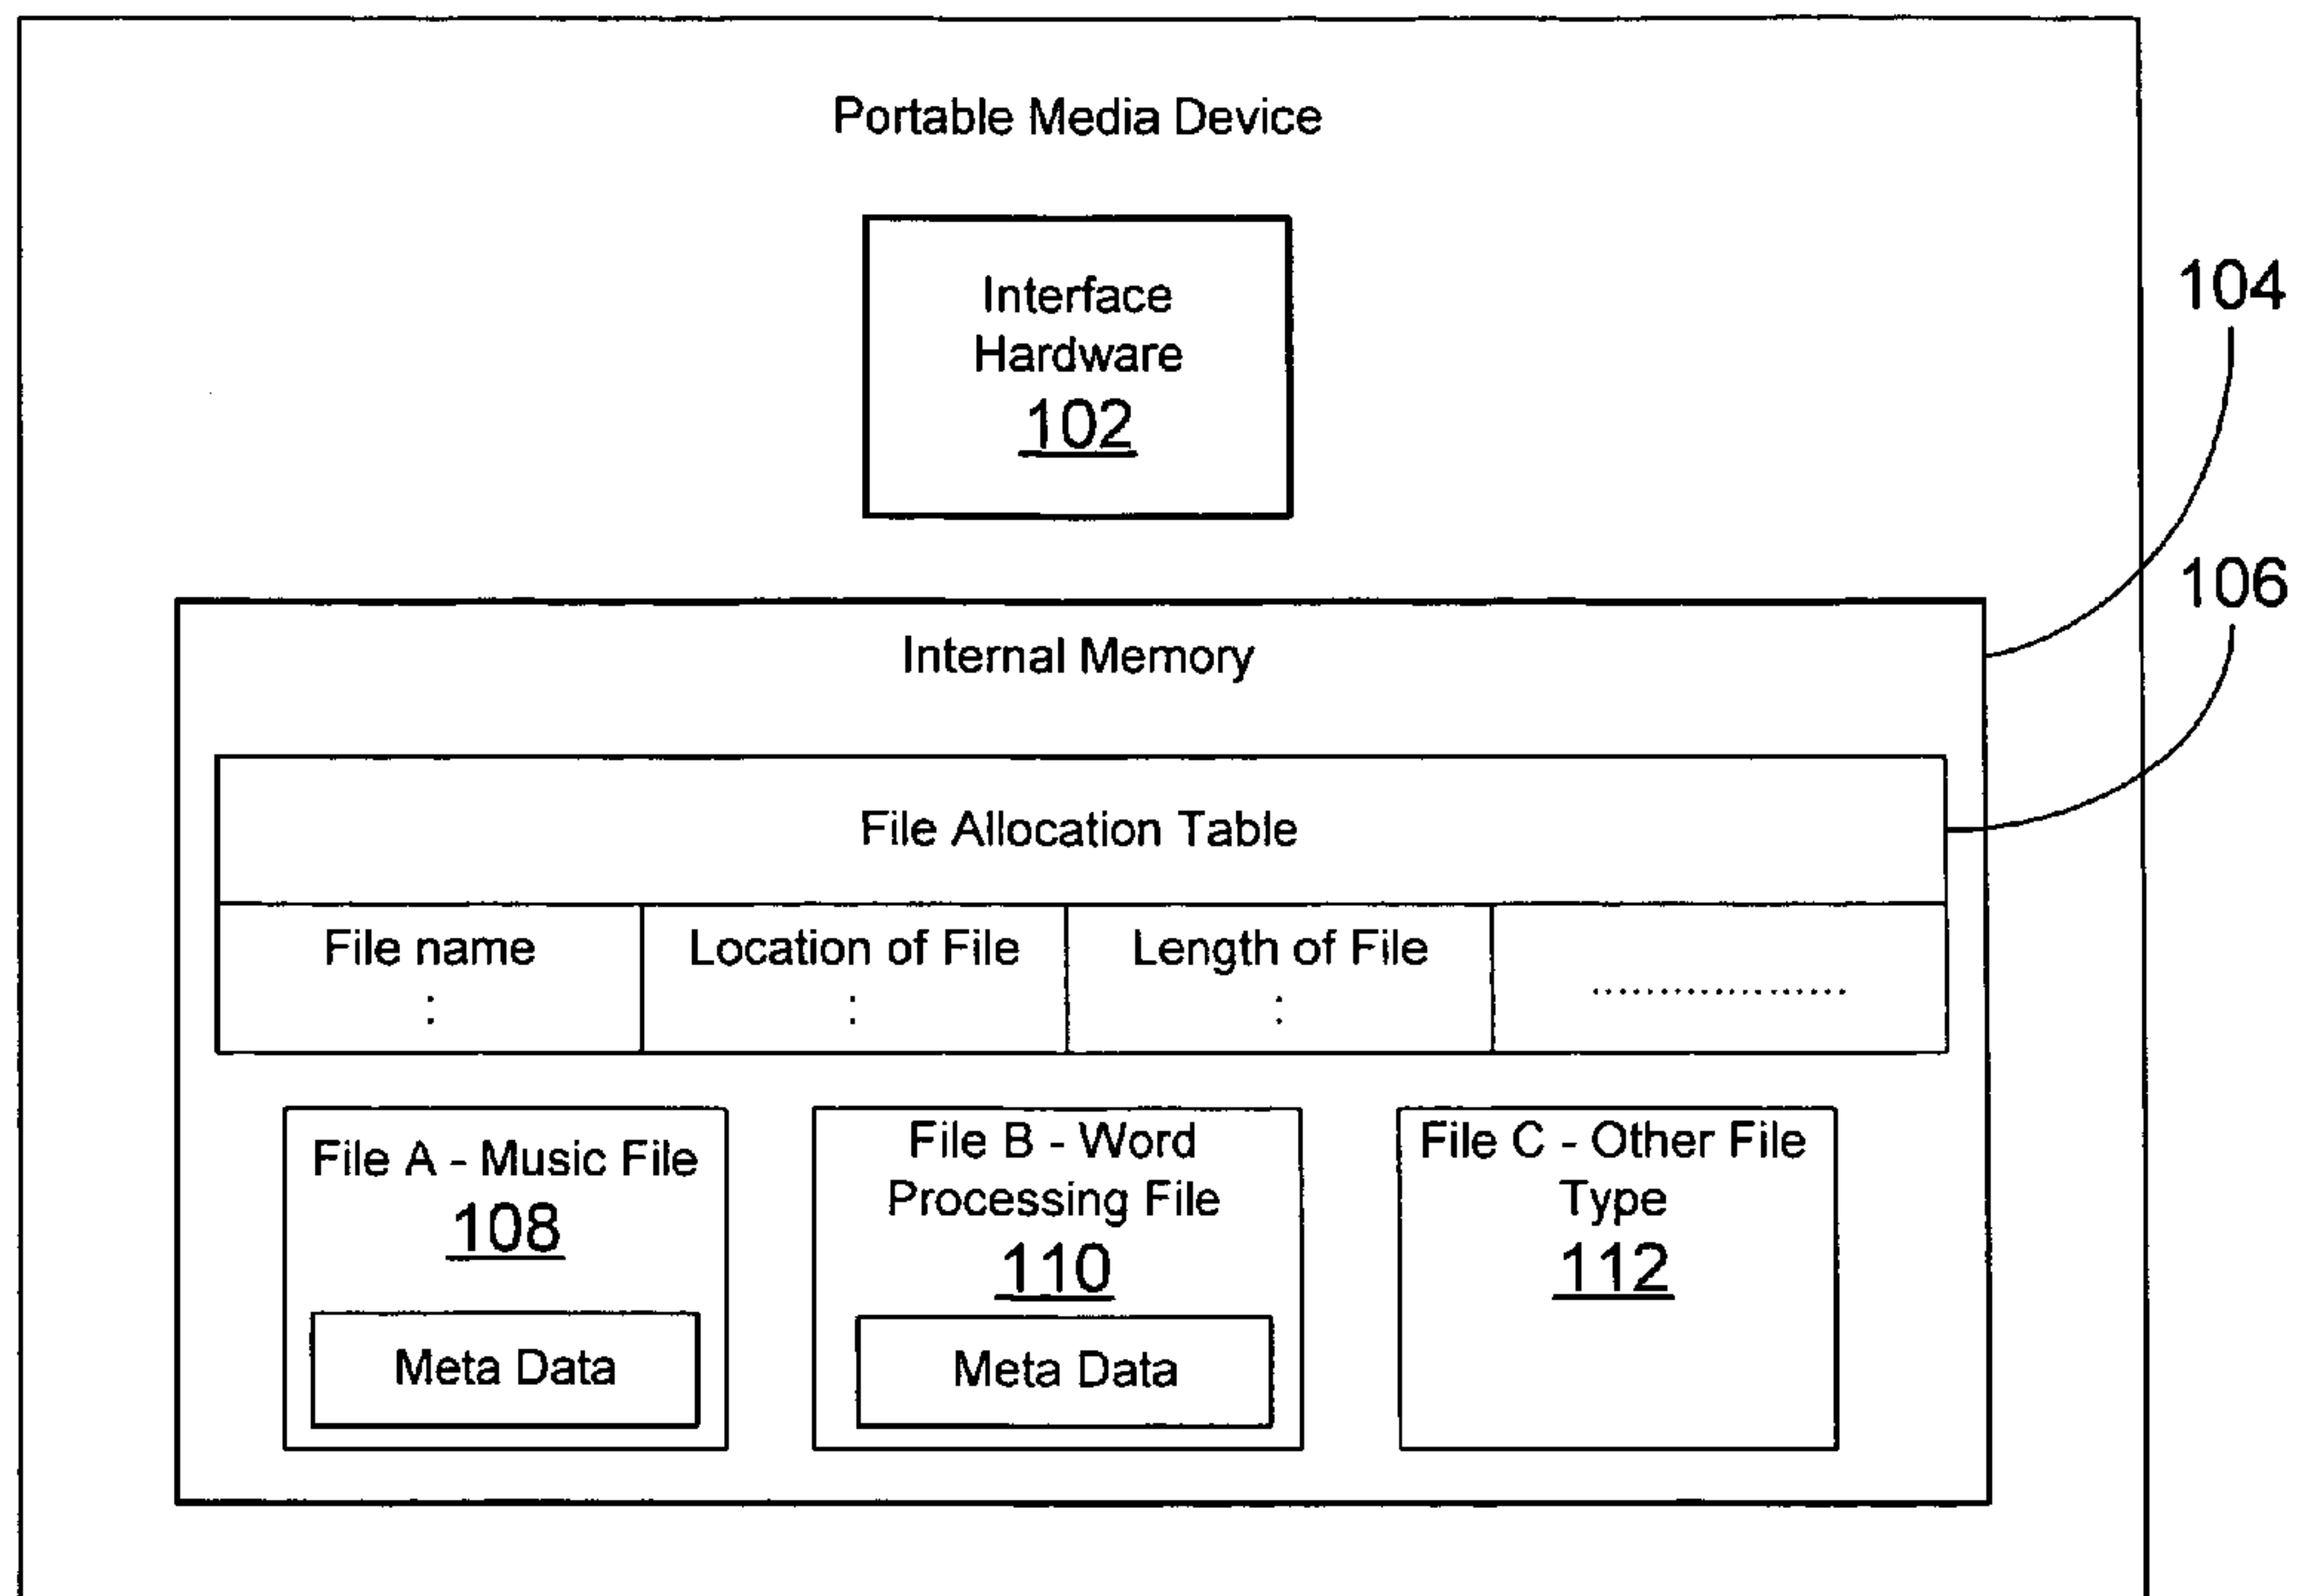 Portable Media Device
Interface
Hardware
102
104
106
Internal Memory
File Allocation Table
File name
Location of File
Length of File
:
:
:
..................
File A - Music File
108
Meta Data
File B - Word
Processing File
110
Meta Data
File C - Other File
Type
112